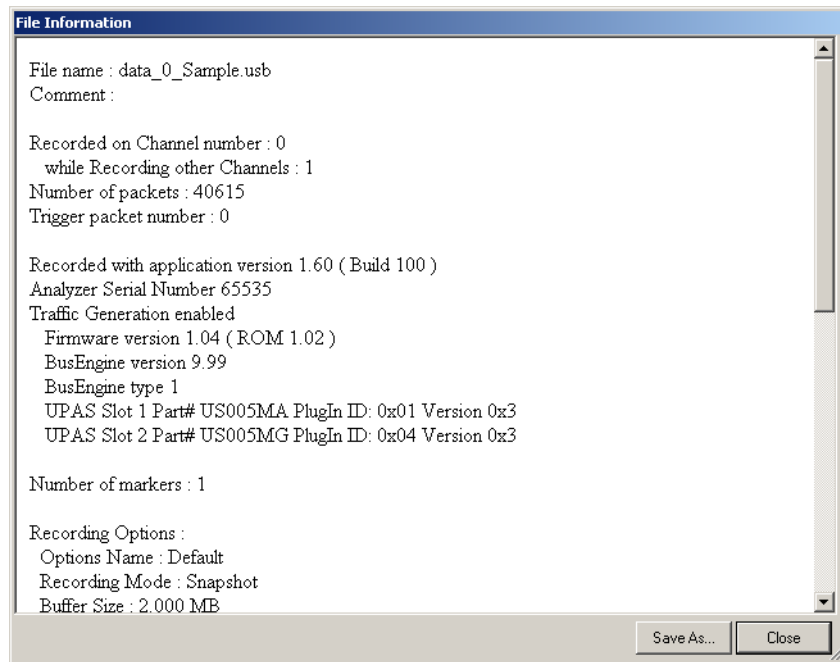 File Information
File name : data_0_Sample.usb
Comment :
Recorded on Channel number : 0
while Recording other Channels : 1
Number of packets : 40615
Trigger packet number : 0
Recorded with application version 1.60 ( Build 100 )
Analyzer Serial Number 65535
Traffic Generation enabled
Firmware version 1.04 ( ROM 1.02 )
BusEngine version 9.99
BusEngine type 1
UPAS Slot 1 Part# US005MA PlugIn ID: 0x01 Version 0x3
UPAS Slot 2 Part# US005MG PlugIn ID: 0x04 Version 0x3
Number of markers : 1
Recording Options :
Options Name : Default
Recording Mode : Snapshot
Buffer Size : 2.000 MB
Save As...
Close